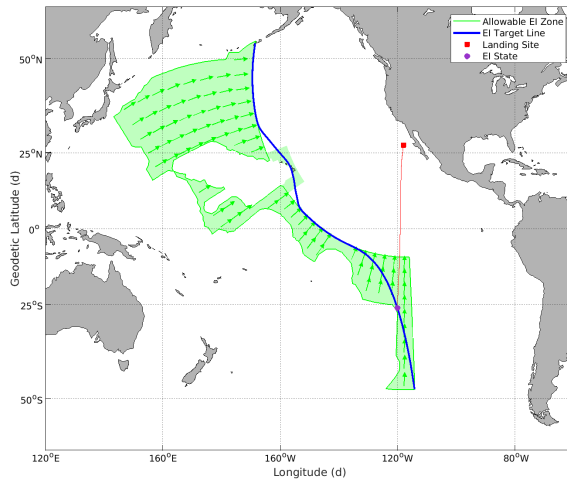 Allowable EI Zone
EI Target Line
Landing Site
EI State
50°N
25°N
0°
25°S
50°S
Geodetic Latitude (d)
120°E
160°E
160°W
120°W
80°W
Longitude (d)